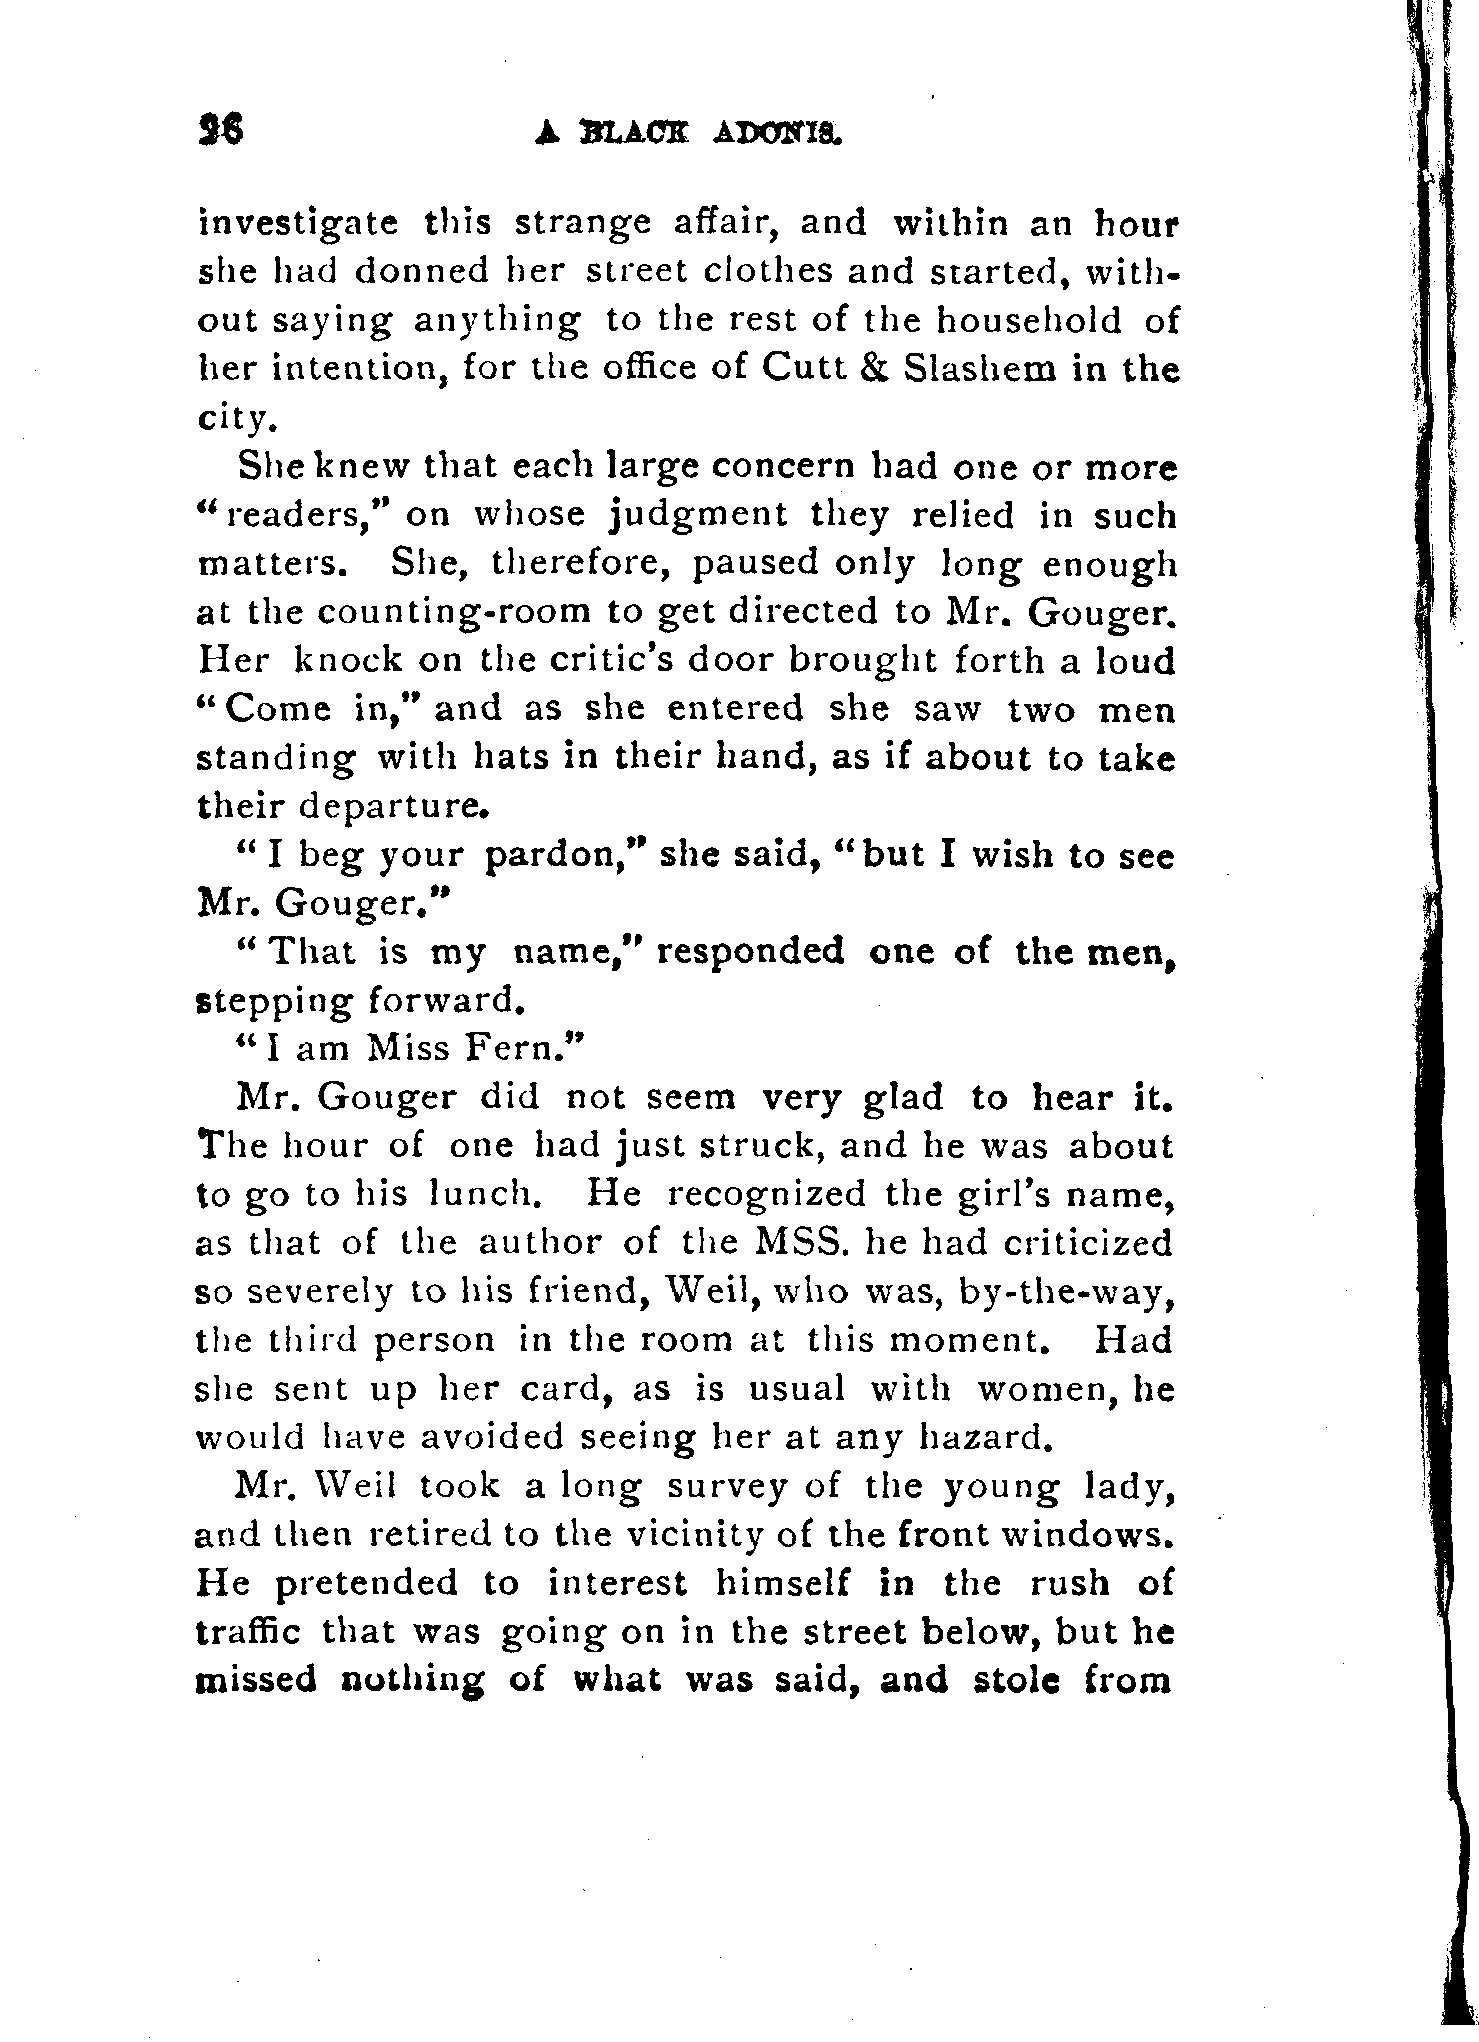 26 A BLACK ADONIS.
investigate this strange affair, and within an hour
she had donned her street clothes and started, with-
out saying anything to the rest of the household of
her intention, for the office of Cutt & Slashem in the
city.
She knew that each large concern had one or more
“readers,” on whose judgment they relied in such
matters. She, therefore, paused only long enough
at the counting-room to get directed to Mr. Gouger.
Her knock on the critic’s door brought forth a loud
“Come in,” and as she entered she saw two men
standing with hats in their hand, as if about to take
their departure.
“I beg your pardon,” she said, “but I wish to see
Mr. Gouger.”
“That is my name,” responded one of the men,
stepping forward.
“I am Miss Fern.”
Mr. Gouger did not seem very glad to hear it.
The hour of one had just struck, and he was about
to go to his lunch. He recognized the girl’s name,
as that of the author of the MSS. he had criticized
so severely to his friend, Weil, who was, by-the-way,
the third person in the room at this moment. Had
she sent up her card, as is usual with women, he
would have avoided seeing her at any hazard.
Mr. Weil took a long survey of the young lady,
and then retired to the vicinity of the front windows.
He pretended to interest himself in the rush of
traffic that was going on in the street below, but he
missed nothing of what was said, and stole from